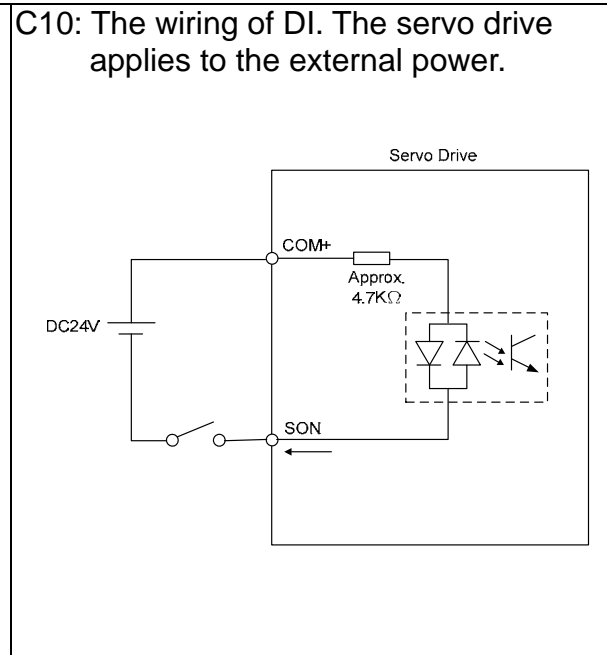 C10: The wiring of DI. The servo drive
applies to the external power.
Servo Drive
COM+
Approx.
4.7KΩ
DC24V
SON